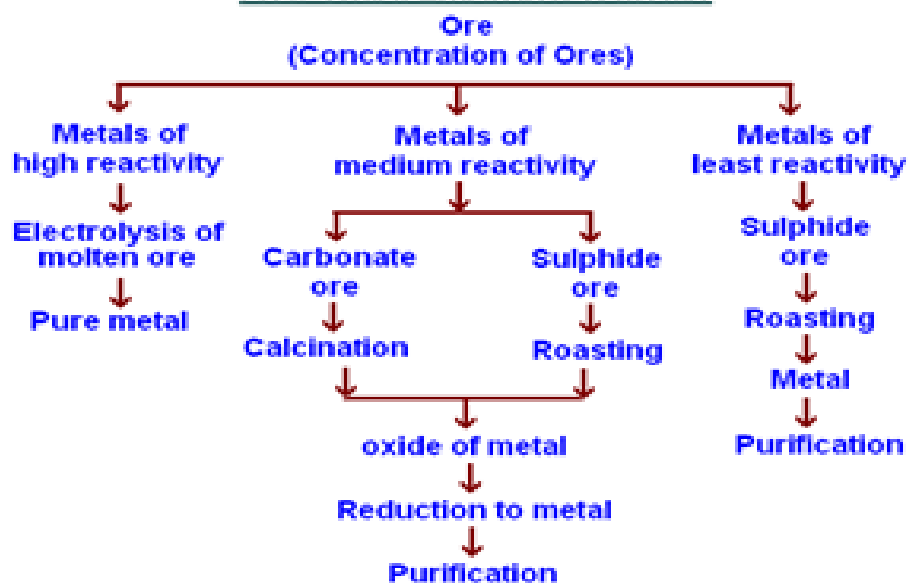 Ore
(Concentration of Ores)
Metals of
high reactivity
Electrolysis of
molten ore
Pure metal
Metals of
medium reactivity
Carbonate
ore
Calcination
Sulphide
ore
Roasting
oxide of metal
Reduction to metal
Purification
Metals of
least reactivity
Sulphide
ore
Roasting
Metal
Purification